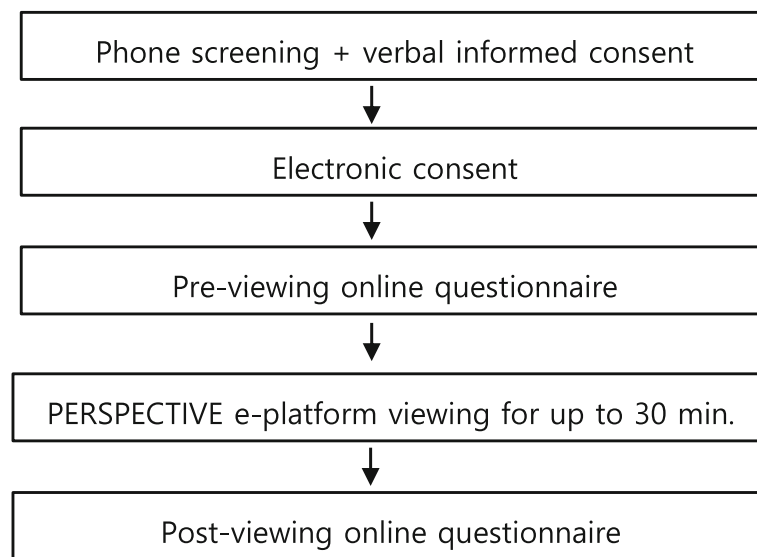 Phone screening + verbal informed consent
Electronic consent
Pre-viewing online questionnaire
PERSPECTIVE e-platform viewing for up to 30 min.
Post-viewing online questionnaire